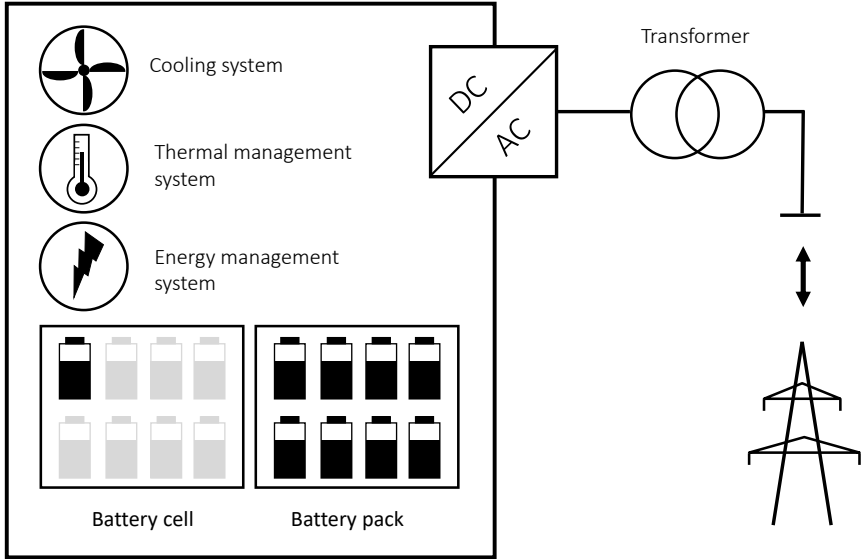 Cooling system
Transformer
DC
AC
Thermal management
system
Energy management
system
Battery cell
Battery pack